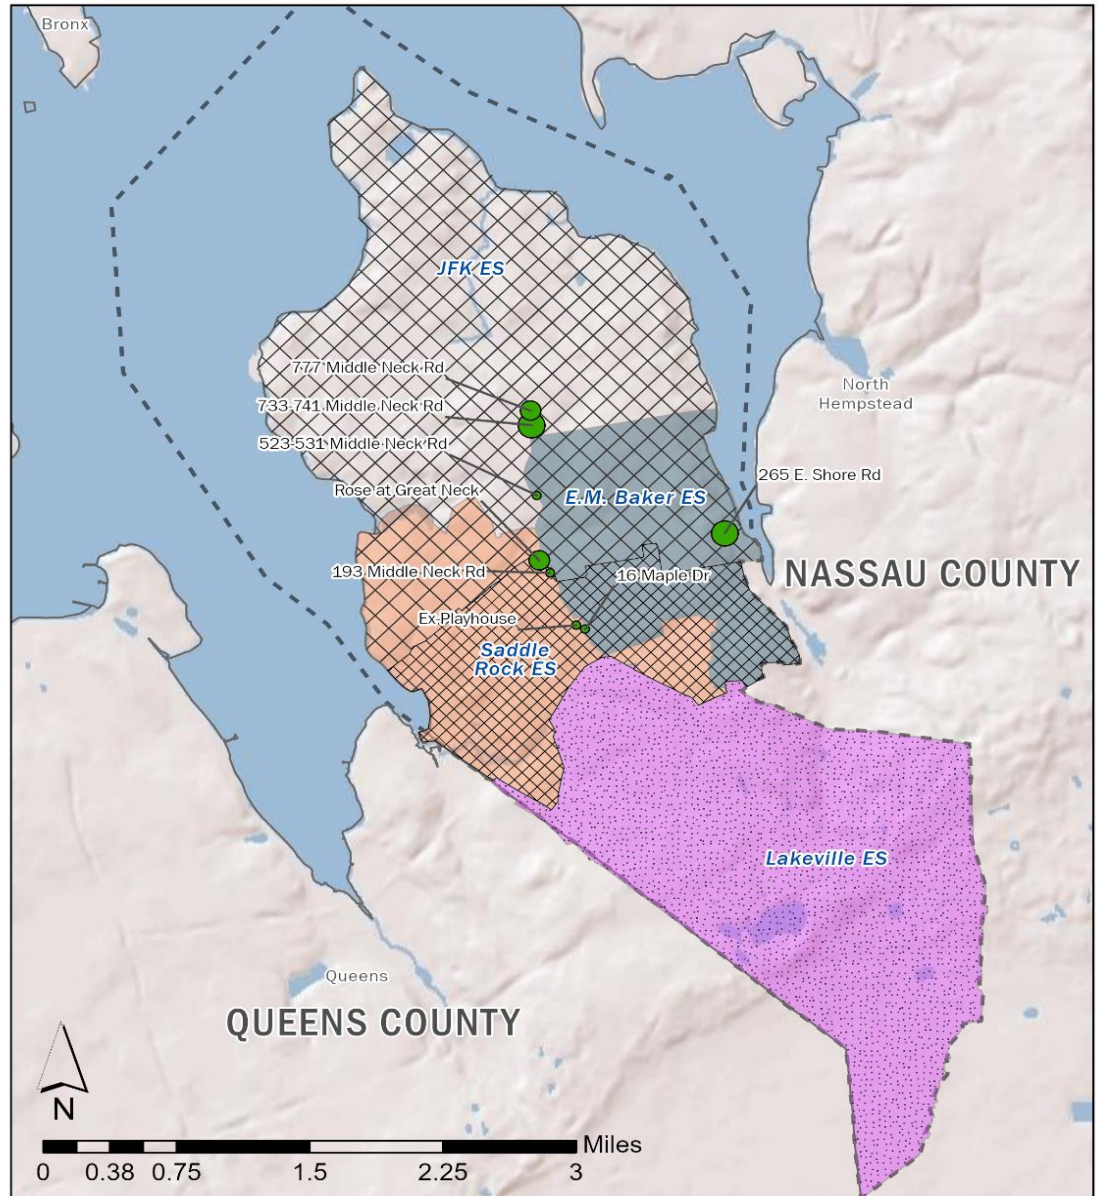 Bronx
JFK ES
777 Middle Neck Rd
733-741 Middle Neck Rd
North
Hempstead
523-531 Middle Neck Rd
265 E. Shore Rd
Rose at Great Neck
E.M. Baker ES
193 Middle Neck Rd
16 Maple Dr
NASSAU COUNTY
Ex-Playhouse
Saddle
Rock ES
Lakeville ES
Queens
QUEENS COUNTY
N
Miles
0 0.38 0.75 1.5 2.25 3